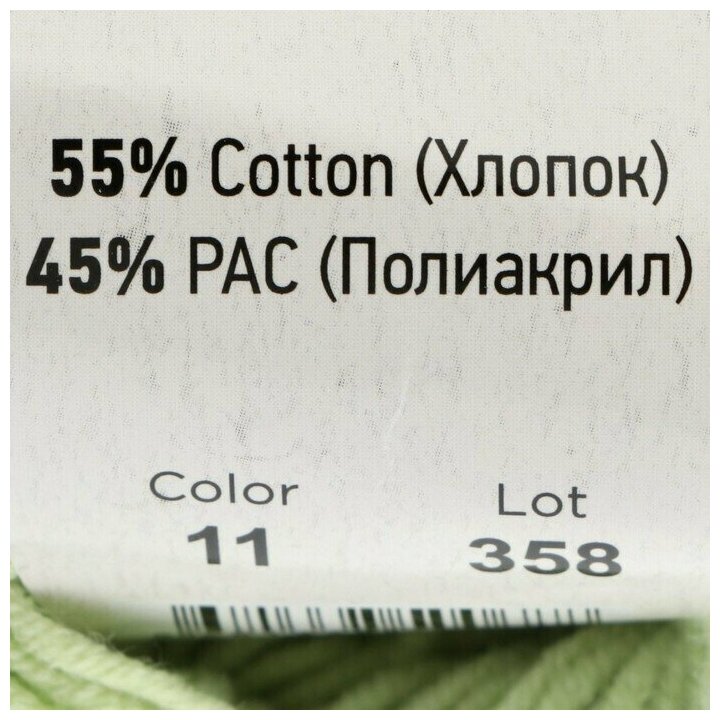 55% Cotton (Хлопок)
45% PAC (Полиакрил)
Color Lot
11 358